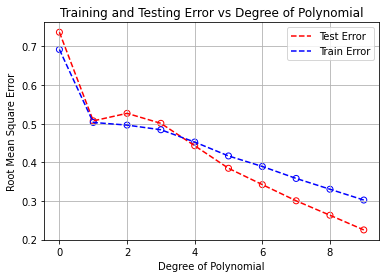 Training and Testing Error vs Degree of Polynomial
Test Error
Train Error
Root Mean Square Error
0.7
0.6
0.5
0.4
0.3
0.2
0 2 4 6 8
Degree of Polynomial